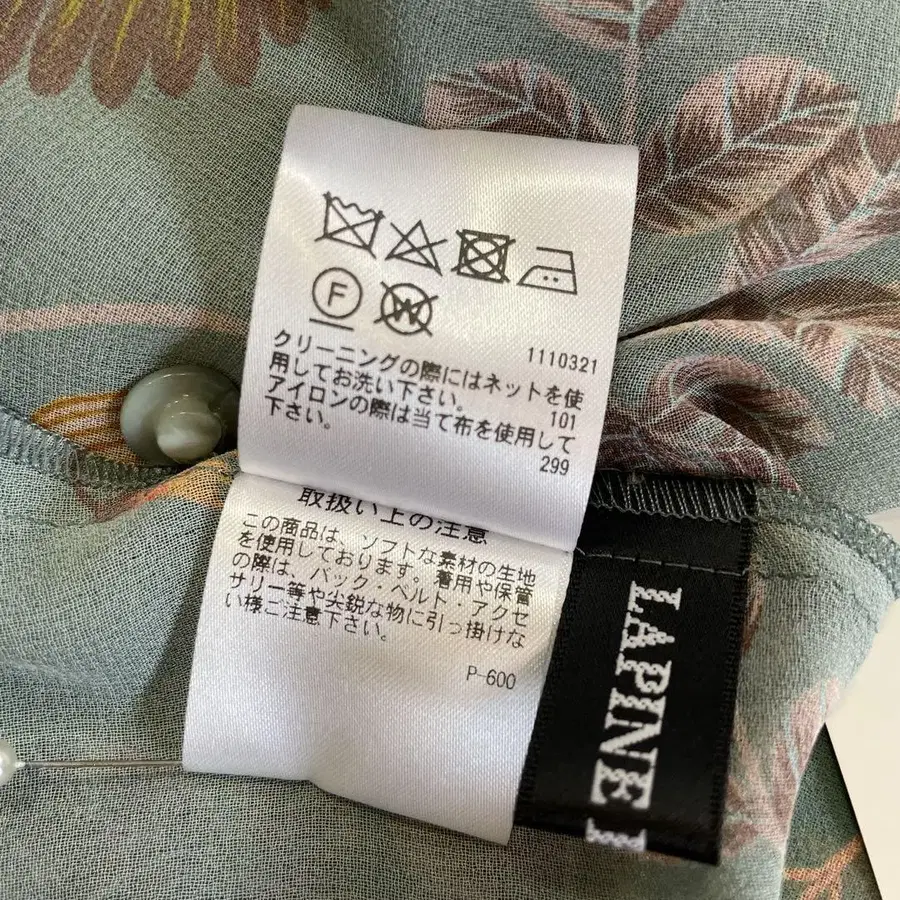 F
W
1110321
クリーニングの際にはネットを使
用してお洗い下さい。
101
アイロンの際は当て布を使用して
下さい。
299
取扱い上の注意
この商品は、ソフトな素材の生地
を使用しております。着用や保管
の際は、バック・ベルト・アクセ
サリー等や尖鋭な物に引っ掛けな
い様ご注意下さい。
P-600
LAPINE